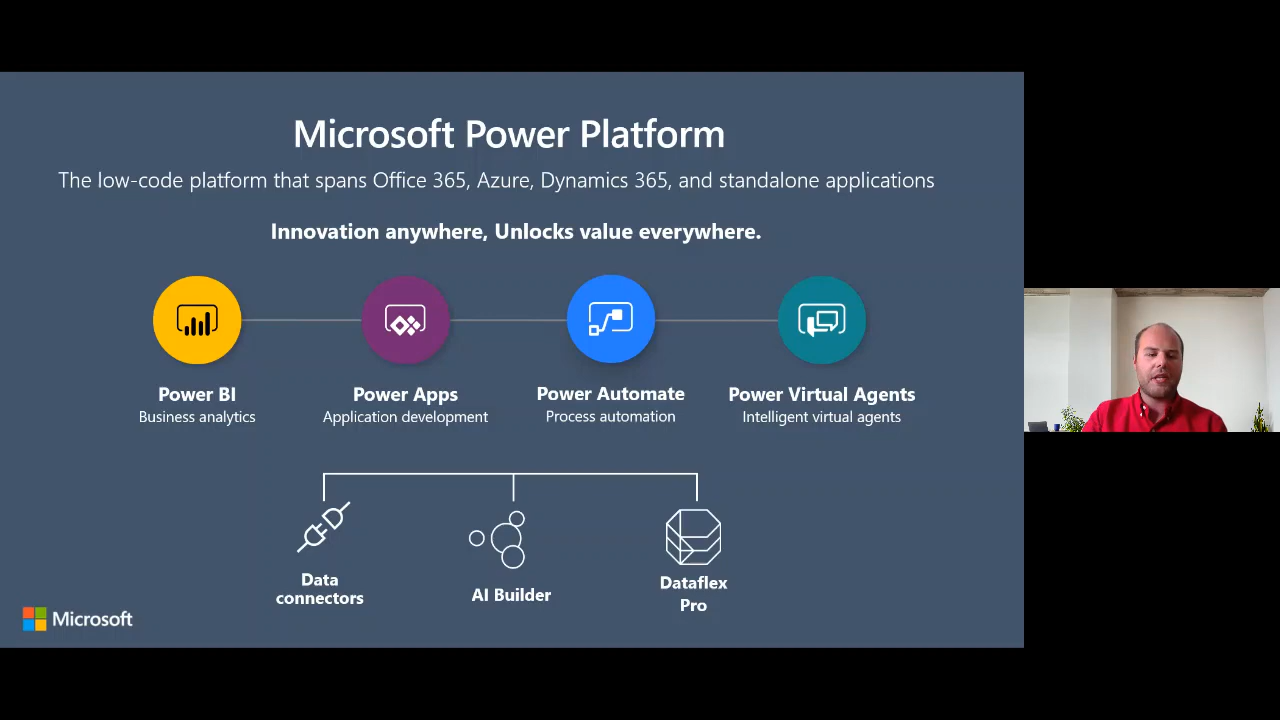 Microsoft Power Platform
The low-code platform that spans Office 365, Azure, Dynamics 365, and standalone applications
Innovation anywhere, Unlocks value everywhere.
Power BI
Business analytics
Power Apps
Application development
Power Automate
Process automation
Power Virtual Agents
Intelligent virtual agents
Data
connectors
AI Builder
Dataflex
Pro
Microsoft